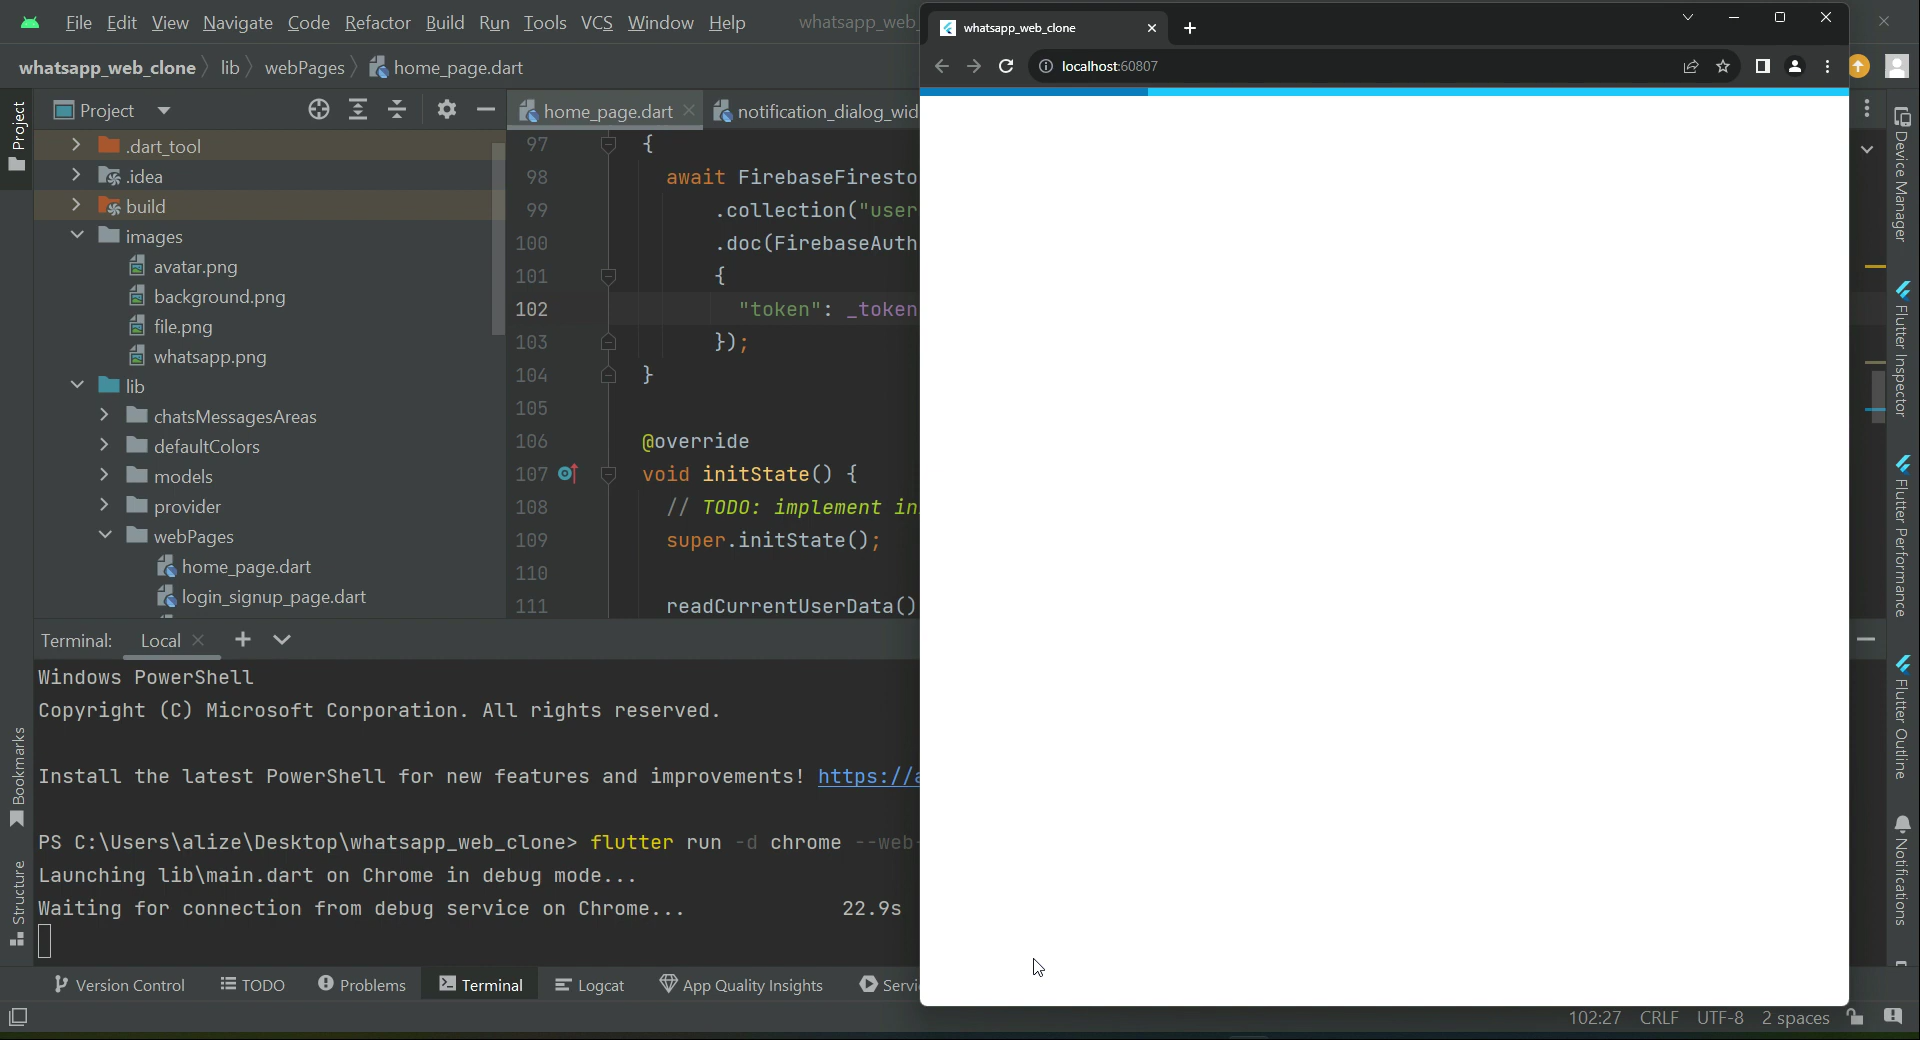 File Edit View Navigate Code Refactor Build Run Tools VCS Window Help whatsapp_web_
whatsapp_web_clone
localhost:60807
whatsapp_web_clone lib webPages home_page.dart
Project
home_page.dart notification_dialog_wid
.dart_tool
.idea
build
images
avatar.png
background.png
file.png
whatsapp.png
lib
chatsMessagesAreas
defaultColors
models
provider
webPages
home_page.dart
login_signup_page.dart
97 {
98 await FirebaseFiresto
99 .collection("user
100 .doc(FirebaseAuth
101 {
102 "token": _token
103 });
104 }
105
106 @override
107 void initState() {
108 // TODO: implement in
109 super.initState();
110
111 readCurrentUserData()
Terminal: Local
Windows PowerShell
Copyright (C) Microsoft Corporation. All rights reserved.
Install the latest PowerShell for new features and improvements! https://a
PS C:\Users\alize\Desktop\whatsapp_web_clone> flutter run -d chrome --web-
Launching lib\main.dart on Chrome in debug mode...
Waiting for connection from debug service on Chrome... 22.9s
Version Control TODO Problems Terminal Logcat App Quality Insights Servi
102:27 CRLF UTF-8 2 spaces
Project
Bookmarks
Structure
Device Manager
Flutter Inspector
Flutter Performance
Flutter Outline
Notifications